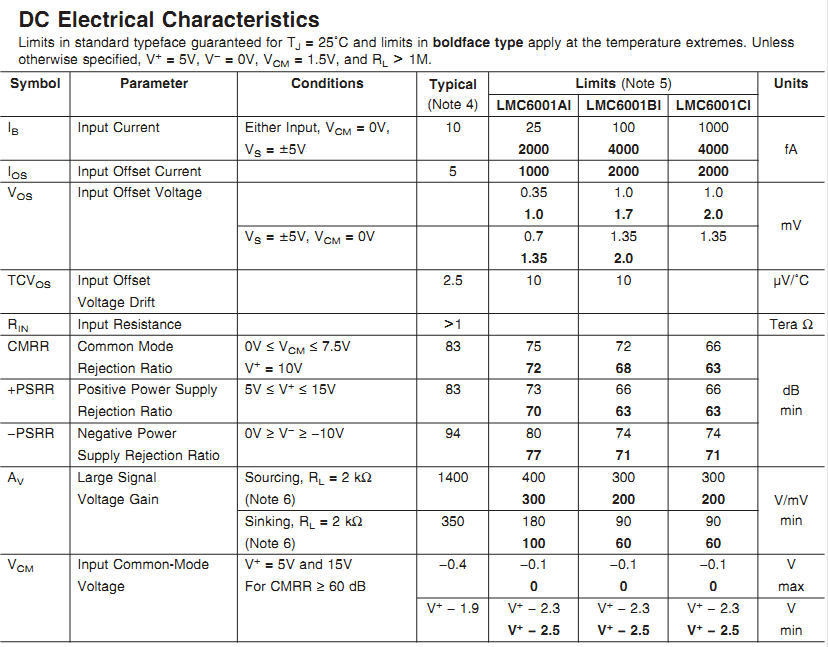 DC Electrical Characteristics
Limits in standard typeface guaranteed for TJ = 25°C and limits in boldface type apply at the temperature extremes. Unless
otherwise specified, V+ = 5V, V− = 0V, VCM = 1.5V, and RL > 1M.
Symbol Parameter Conditions Typical Limits (Note 5) Units
(Note 4) LMC6001AI LMC6001BI LMC6001CI
IB Input Current Either Input, VCM = 0V, 10 25 100 1000
VS = ±5V 2000 4000 4000 fA
IOS Input Offset Current 5 1000 2000 2000
VOS Input Offset Voltage 0.35 1.0 1.0
1.0 1.7 2.0 mV
VS = ±5V, VCM = 0V 0.7 1.35 1.35
1.35 2.0
TCVOS Input Offset 2.5 10 10 µV/°C
Voltage Drift
RIN Input Resistance >1 Tera Ω
CMRR Common Mode 0V ≤ VCM ≤ 7.5V 83 75 72 66
Rejection Ratio V+ = 10V 72 68 63
+PSRR Positive Power Supply 5V ≤ V+ ≤ 15V 83 73 66 66 dB
Rejection Ratio 70 63 63 min
−PSRR Negative Power 0V ≥ V− ≥ −10V 94 80 74 74
Supply Rejection Ratio 77 71 71
AV Large Signal Sourcing, RL = 2 kΩ 1400 400 300 300
Voltage Gain (Note 6) 300 200 200 V/mV
Sinking, RL = 2 kΩ 350 180 90 90 min
(Note 6) 100 60 60
VCM Input Common-Mode V+ = 5V and 15V −0.4 −0.1 −0.1 −0.1 V
Voltage For CMRR ≥ 60 dB 0 0 0 max
V+ − 1.9 V+ − 2.3 V+ − 2.3 V+ − 2.3 V
V+ − 2.5 V+ − 2.5 V+ − 2.5 min